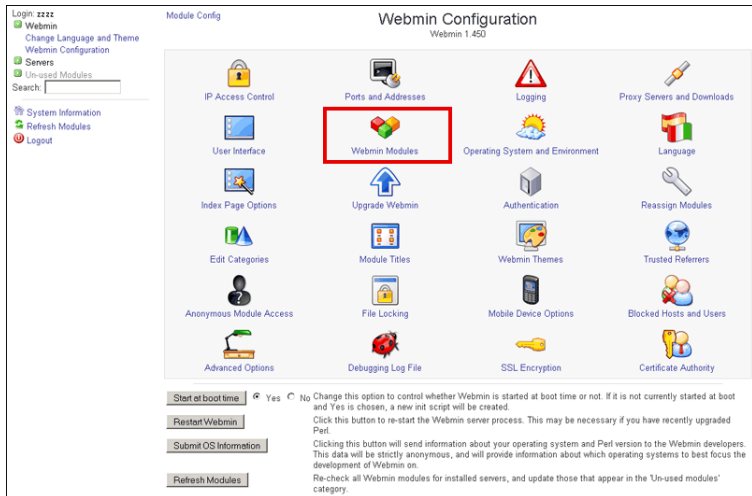 Login: zzzz
Webmin
Change Language and Theme
Webmin Configuration
Servers
Un-used Modules
Search:
System Information
Refresh Modules
Logout
Module Config
Webmin Configuration
Webmin 1.450
IP Access Control
Ports and Addresses
Logging
Proxy Servers and Downloads
User Interface
Webmin Modules
Operating System and Environment
Language
Index Page Options
Upgrade Webmin
Authentication
Reassign Modules
Edit Categories
Module Titles
Webmin Themes
Trusted Referrers
Anonymous Module Access
File Locking
Mobile Device Options
Blocked Hosts and Users
Advanced Options
Debugging Log File
SSL Encryption
Certificate Authority
Start at boot time Yes No Change this option to control whether Webmin is started at boot time or not. If it is not currently started at boot
and Yes is chosen, a new init script will be created.
Restart Webmin Click this button to re-start the Webmin server process. This may be necessary if you have recently upgraded
Perl.
Submit OS Information Clicking this button will send information about your operating system and Perl version to the Webmin developers.
This data will be strictly anonymous, and will provide information about which operating systems to best focus the
development of Webmin on.
Refresh Modules Re-check all Webmin modules for installed servers, and update those that appear in the 'Un-used modules'
category.